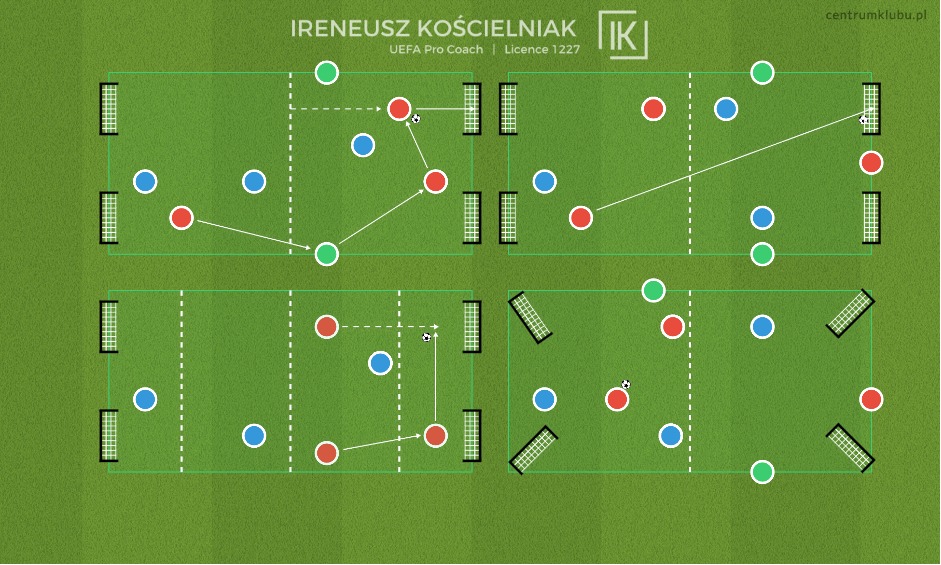 centrumklubu.pl
IRENEUSZ KOŚCIELNIAK
IK
UEFA Pro Coach | Licence 1227